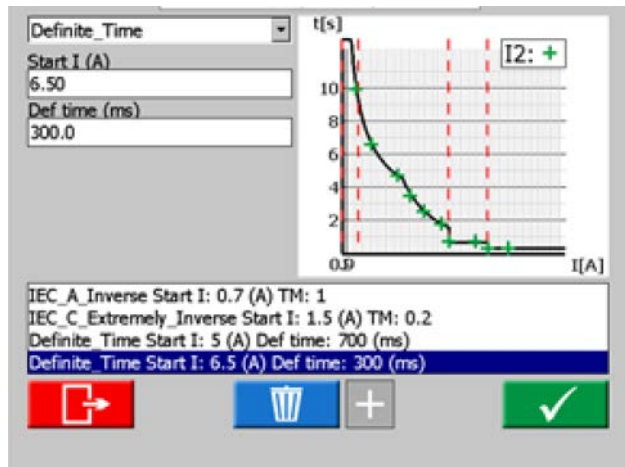 Definite_Time
Start I (A)
6.50
Def time (ms)
300.0
t[s]
I2: +
10
8
6
4
2
0.9
I[A]
IEC_A_Inverse Start I: 0.7 (A) TM: 1
IEC_C_Extremely_Inverse Start I: 1.5 (A) TM: 0.2
Definite_Time Start I: 5 (A) Def time: 700 (ms)
Definite_Time Start I: 6.5 (A) Def time: 300 (ms)